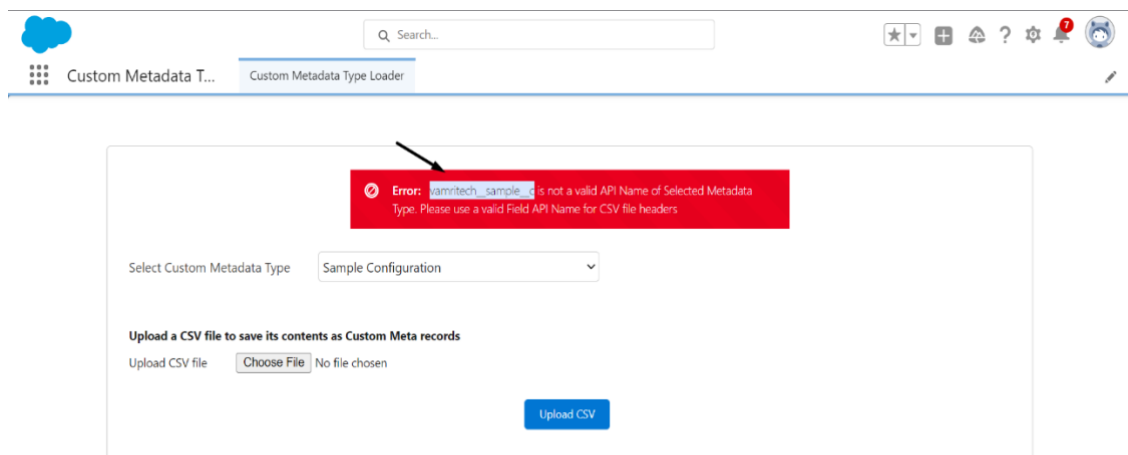 Search...
7
Custom Metadata T...
Custom Metadata Type Loader
Error: vamritech__sample__c is not a valid API Name of Selected Metadata
Type. Please use a valid Field API Name for CSV file headers
Select Custom Metadata Type
Sample Configuration
Upload a CSV file to save its contents as Custom Meta records
Upload CSV file
Choose File No file chosen
Upload CSV